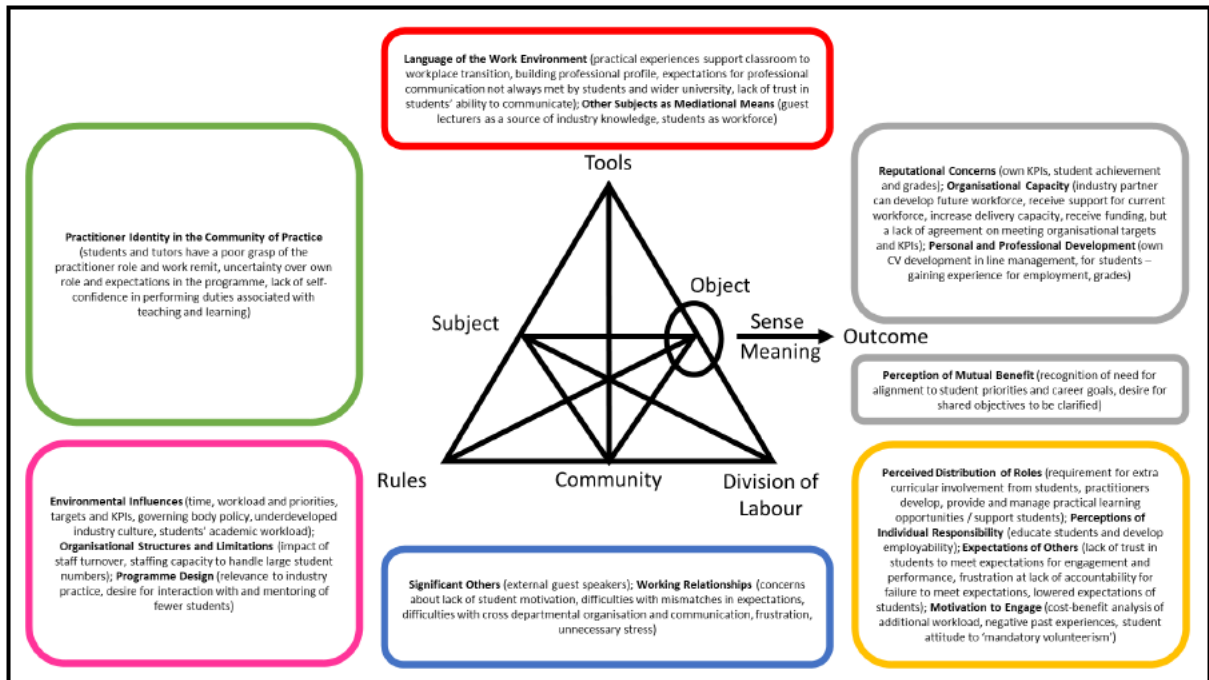 Language of the Work Environment (practical experiences support classroom to
workplace transition, building professional profile, expectations for professional
communication not always met by students and wider university, lack of trust in
students' ability to communicate); Other Subjects as Mediational Means (guest
lecturers as a source of industry knowledge, students as workforce)
Tools
Practitioner Identity in the Community of Practice
(students and tutors have a poor grasp of the
practitioner role and work remit, uncertainty over own
role and expectations in the programme, lack of self-
confidence in performing duties associated with
teaching and learning)
Reputational Concerns (own KPIs, student achievement
and grades); Organisational Capacity (industry partner
can develop future workforce, receive support for current
workforce, increase delivery capacity, receive funding, but
a lack of agreement on meeting organisational targets
and KPIs); Personal and Professional Development (own
CV development in line management, for students –
gaining experience for employment, grades)
Object
Subject
Sense
Meaning
Outcome
Perception of Mutual Benefit (recognition of need for
alignment to student priorities and career goals, desire for
shared objectives to be clarified)
Rules
Community
Division of
Labour
Environmental Influences (time, workload and priorities,
targets and KPIs, governing body policy, underdeveloped
industry culture, students' academic workload);
Organisational Structures and Limitations (impact of
staff turnover, staffing capacity to handle large student
numbers); Programme Design (relevance to industry
practice, desire for interaction with and mentoring of
fewer students)
Significant Others (external guest speakers); Working Relationships (concerns
about lack of student motivation, difficulties with mismatches in expectations,
difficulties with cross departmental organisation and communication, frustration,
unnecessary stress)
Perceived Distribution of Roles (requirement for extra
curricular involvement from students, practitioners
develop, provide and manage practical learning
opportunities / support students); Perceptions of
Individual Responsibility (educate students and develop
employability); Expectations of Others (lack of trust in
students to meet expectations for engagement and
performance, frustration at lack of accountability for
failure to meet expectations, lowered expectations of
students); Motivation to Engage (cost-benefit analysis of
additional workload, negative past experiences, student
attitude to 'mandatory volunteerism')